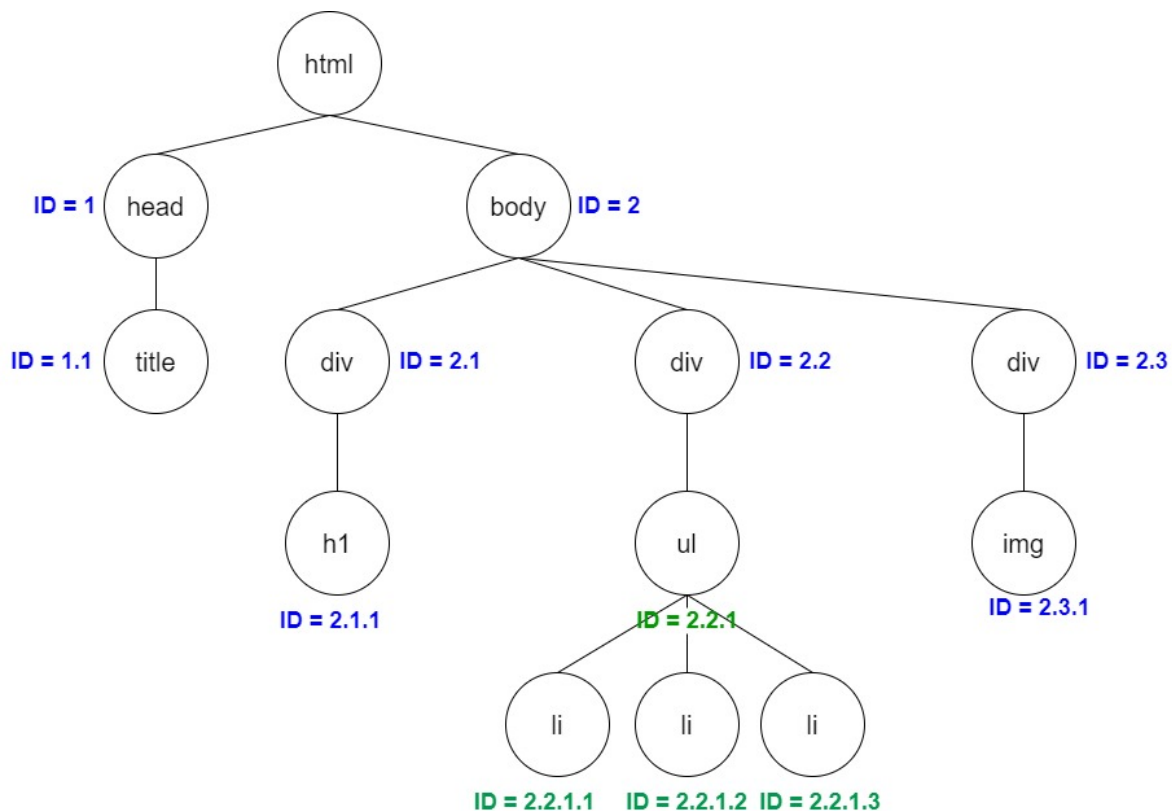 html
ID = 1
head
body
ID = 2
ID = 1.1
title
div
ID = 2.1
div
ID = 2.2
div
ID = 2.3
h1
ul
img
ID = 2.1.1
ID = 2.2.1
ID = 2.3.1
li
li
li
ID = 2.2.1.1
ID = 2.2.1.2
ID = 2.2.1.3